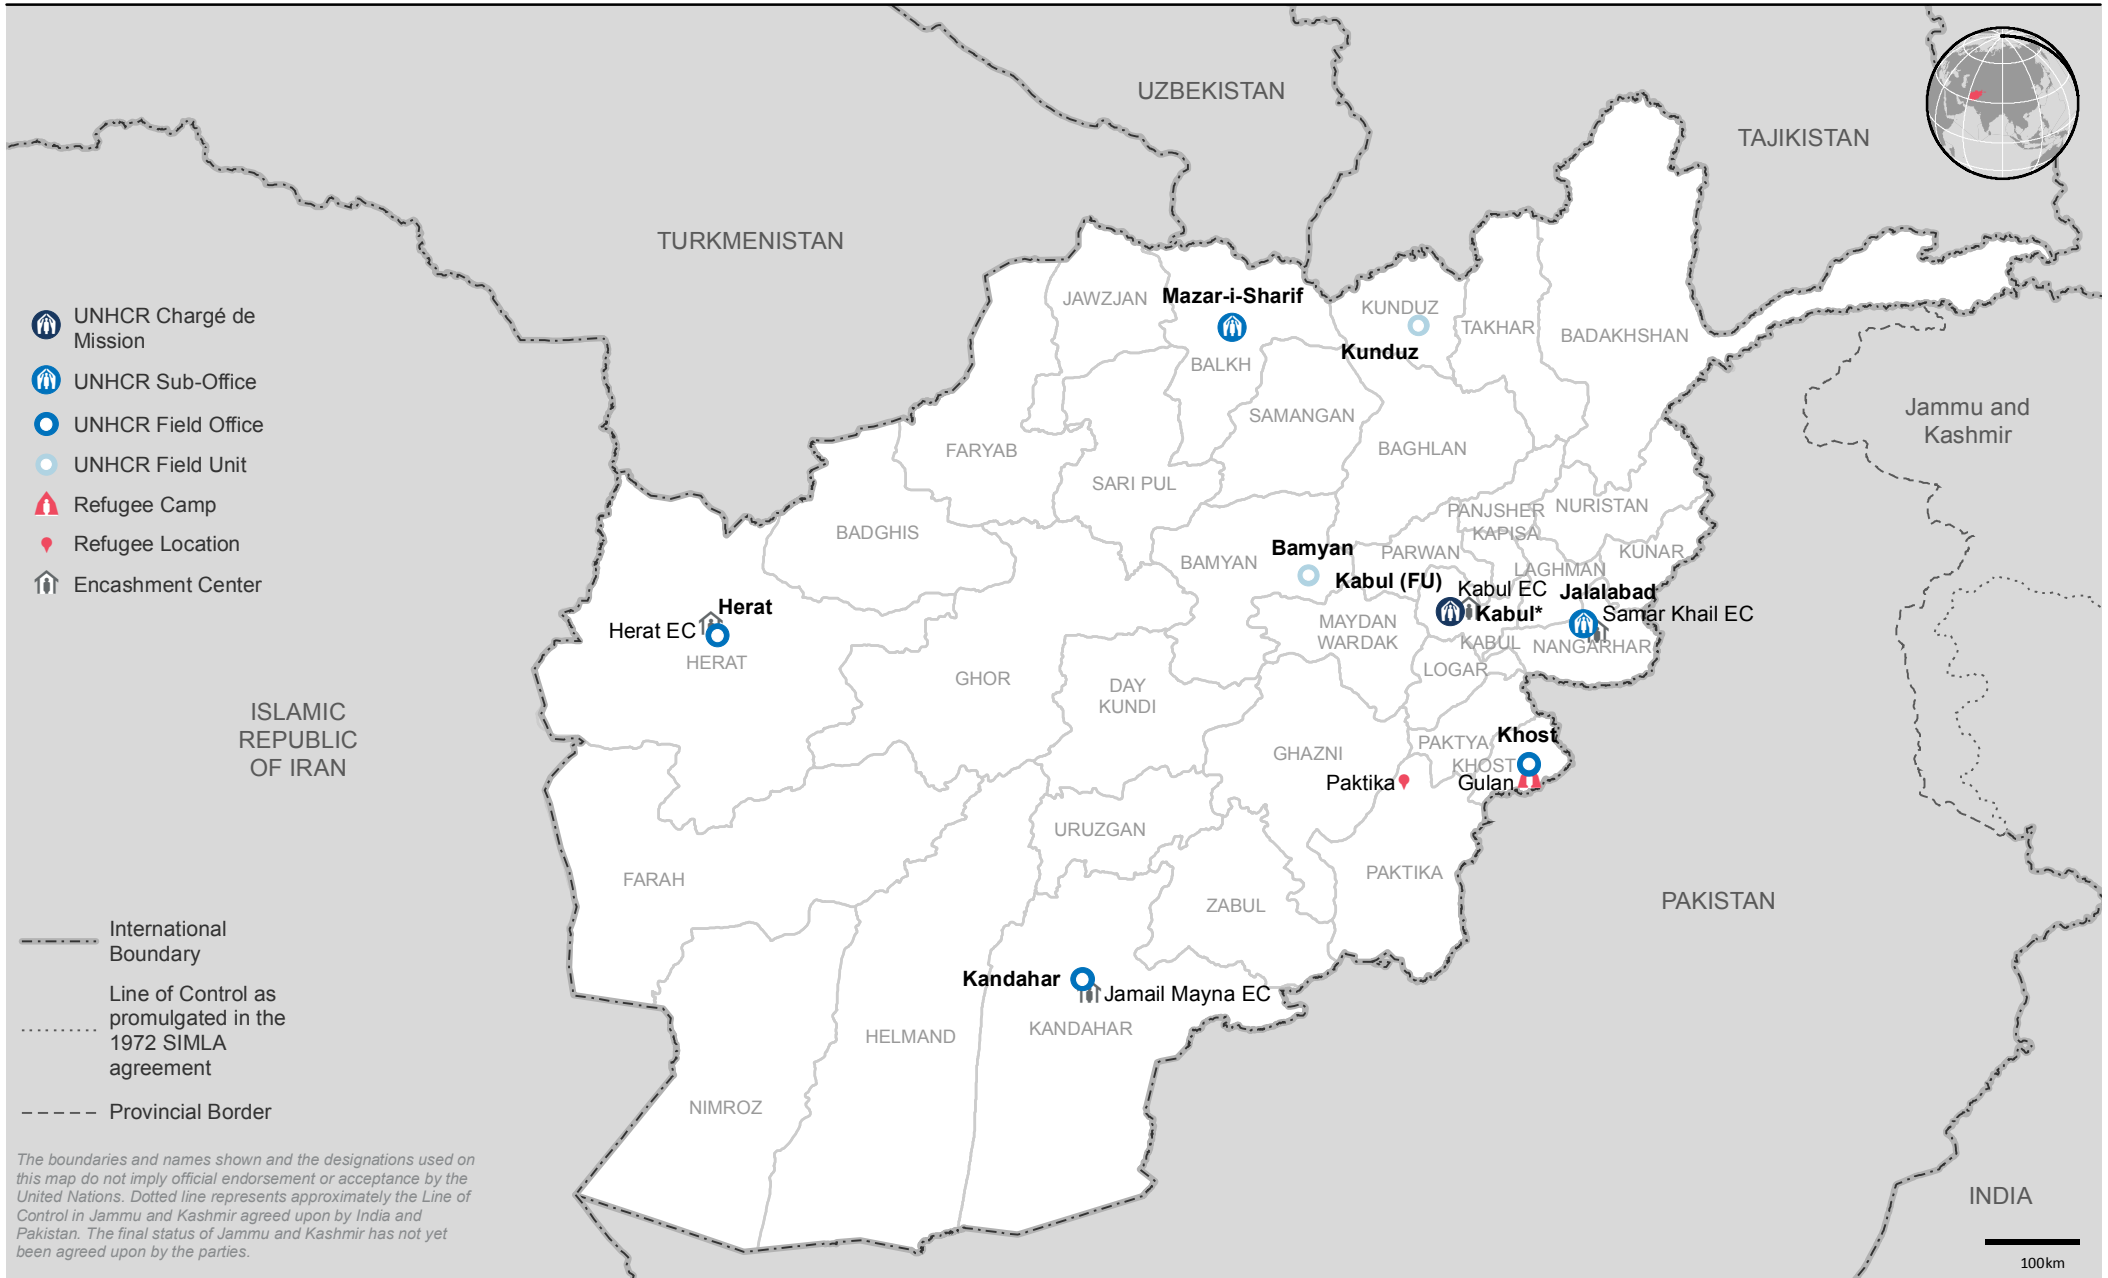 UZBEKISTAN
TAJIKISTAN
TURKMENISTAN
JAWZJAN
Mazar-i-Sharif
KUNDUZ
TAKHAR
BADAKHSHAN
Kunduz
BALKH
SAMANGAN
FARYAB
BAGHLAN
SARI PUL
Jammu and
Kashmir
UNHCR Chargé de
Mission
UNHCR Sub-Office
UNHCR Field Office
UNHCR Field Unit
Refugee Camp
Refugee Location
Encashment Center
BADGHIS
PANJSHER
NURISTAN
KAPISA
Bamyan
BAMYAN
PARWAN
KUNAR
LAGHMAN
Kabul (FU)
Kabul EC
Jalalabad
Kabul*
Samar Khail EC
Herat
Herat EC
HERAT
MAYDAN
WARDAK
KABUL
NANGARHAR
LOGAR
GHOR
DAY
KUNDI
ISLAMIC
REPUBLIC
OF IRAN
GHAZNI
PAKTYA
Khost
KHOST
Paktika
Gulan
URUZGAN
FARAH
PAKTIKA
ZABUL
PAKISTAN
Kandahar
Jamail Mayna EC
KANDAHAR
HELMAND
NIMROZ
INDIA
International
Boundary
Line of Control as
promulgated in the
1972 SIMLA
agreement
Provincial Border
The boundaries and names shown and the designations used on
this map do not imply official endorsement or acceptance by the
United Nations. Dotted line represents approximately the Line of
Control in Jammu and Kashmir agreed upon by India and
Pakistan. The final status of Jammu and Kashmir has not yet
been agreed upon by the parties.
100km